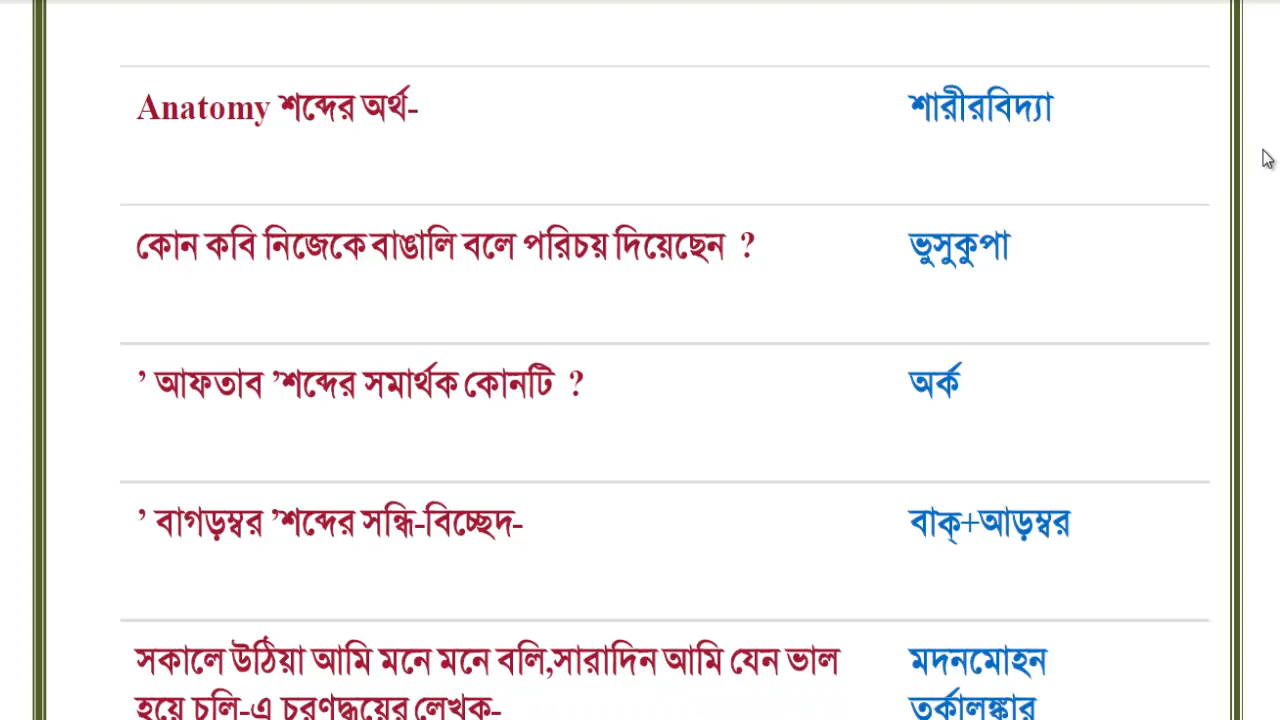 Anatomy শব্দের অর্থ- শারীরবিদ্যা
কোন কবি নিজেকে বাঙালি বলে পরিচয় দিয়েছেন ? ভুসুকুপা
’ আফতাব ’শব্দের সমার্থক কোনটি ? অর্ক
’ বাগড়ম্বর ’শব্দের সন্ধি-বিচ্ছেদ- বাক্+আড়ম্বর
সকালে উঠিয়া আমি মনে মনে বলি,সারাদিন আমি যেন ভাল মদনমোহন
হয়ে চলি-এ চরণদ্ধয়ের লেখক- তর্কালঙ্কার